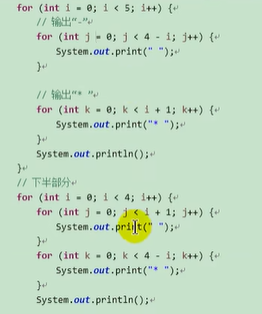 for (int i = 0; i < 5; i++) {
// 输出“-”
for (int j = 0; j < 4 - i; j++) {
System.out.print(" ");
}
// 输出“* ”
for (int k = 0; k < i + 1; k++) {
System.out.print("* ");
}
System.out.println();
}
// 下半部分
for (int i = 0; i < 4; i++) {
for (int j = 0; j < i + 1; j++) {
System.out.print(" ");
}
for (int k = 0; k < 4 - i; k++) {
System.out.print("* ");
}
System.out.println();